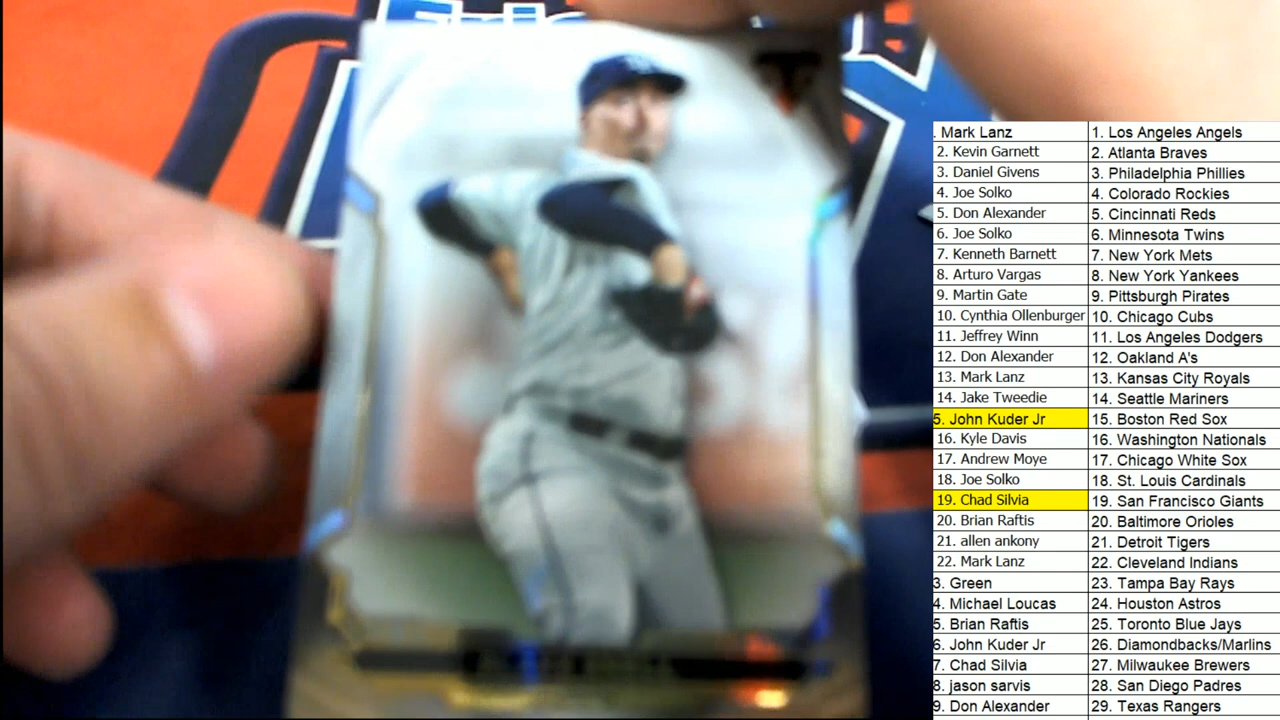 . Mark Lanz 1. Los Angeles Angels
2. Kevin Garnett 2. Atlanta Braves
3. Daniel Givens 3. Philadelphia Phillies
4. Joe Solko 4. Colorado Rockies
5. Don Alexander 5. Cincinnati Reds
6. Joe Solko 6. Minnesota Twins
7. Kenneth Barnett 7. New York Mets
8. Arturo Vargas 8. New York Yankees
9. Martin Gate 9. Pittsburgh Pirates
10. Cynthia Ollenburger 10. Chicago Cubs
11. Jeffrey Winn 11. Los Angeles Dodgers
12. Don Alexander 12. Oakland A's
13. Mark Lanz 13. Kansas City Royals
14. Jake Tweedie 14. Seattle Mariners
5. John Kuder Jr 15. Boston Red Sox
16. Kyle Davis 16. Washington Nationals
17. Andrew Moye 17. Chicago White Sox
18. Joe Solko 18. St. Louis Cardinals
19. Chad Silvia 19. San Francisco Giants
20. Brian Raftis 20. Baltimore Orioles
21. allen ankony 21. Detroit Tigers
22. Mark Lanz 22. Cleveland Indians
3. Green 23. Tampa Bay Rays
4. Michael Loucas 24. Houston Astros
5. Brian Raftis 25. Toronto Blue Jays
6. John Kuder Jr 26. Diamondbacks/Marlins
7. Chad Silvia 27. Milwaukee Brewers
8. jason sarvis 28. San Diego Padres
9. Don Alexander 29. Texas Rangers